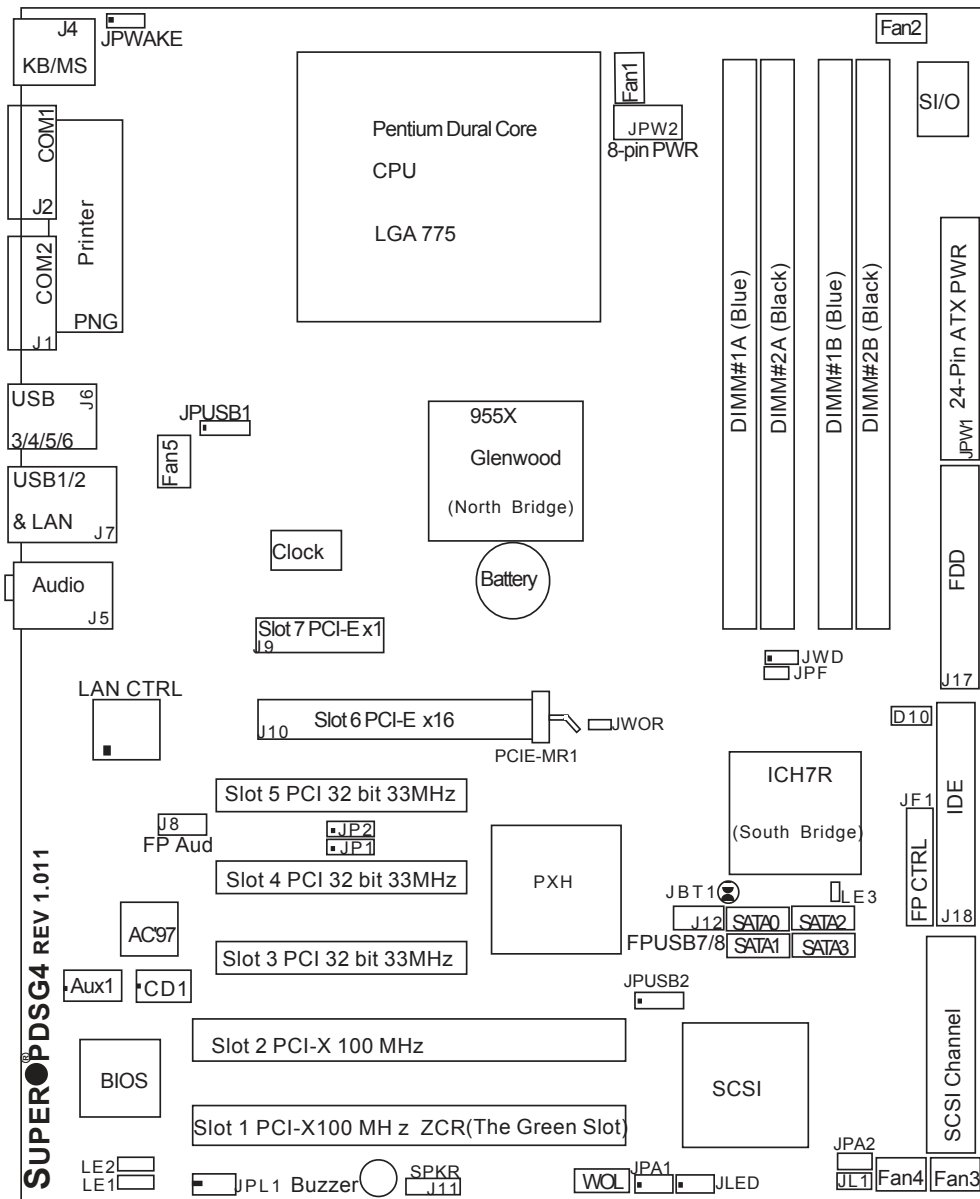 J4
KB/MS
JPWAKE
Fan2
Fan1
JPW2
8-pin PWR
SI/O
Pentium Dural Core
CPU
LGA 775
COM1
J2
COM2
J1
Printer
PNG
DIMM#1A (Blue)
DIMM#2A (Black)
DIMM#1B (Blue)
DIMM#2B (Black)
24-Pin ATX PWR
JPW1
USB
J6
3/4/5/6
JPUSB1
Fan5
USB1/2
& LAN
J7
955X
Glenwood
(North Bridge)
Clock
Battery
FDD
J17
Audio
J5
Slot 7 PCI-E x1
J9
JWD
JPF
LAN CTRL
J10
Slot 6 PCI-E x16
PCIE-MR1
JWOR
D10
IDE
J18
ICH7R
(South Bridge)
JF1
FP CTRL
Slot 5 PCI 32 bit 33MHz
J8
FP Aud
JP2
JP1
Slot 4 PCI 32 bit 33MHz
PXH
JBT1
LE3
J12
FPUSB7/8
SATA0
SATA2
SATA1
SATA3
AC'97
Slot 3 PCI 32 bit 33MHz
Aux1
CD1
JPUSB2
SUPER®PDSG4 REV 1.011
BIOS
Slot 2 PCI-X 100 MHz
SCSI
SCSI Channel
Slot 1 PCI-X100 MH z ZCR(The Green Slot)
LE2
LE1
JPL1
Buzzer
SPKR
J11
WOL
JPA1
JLED
JPA2
JL1
Fan4
Fan3